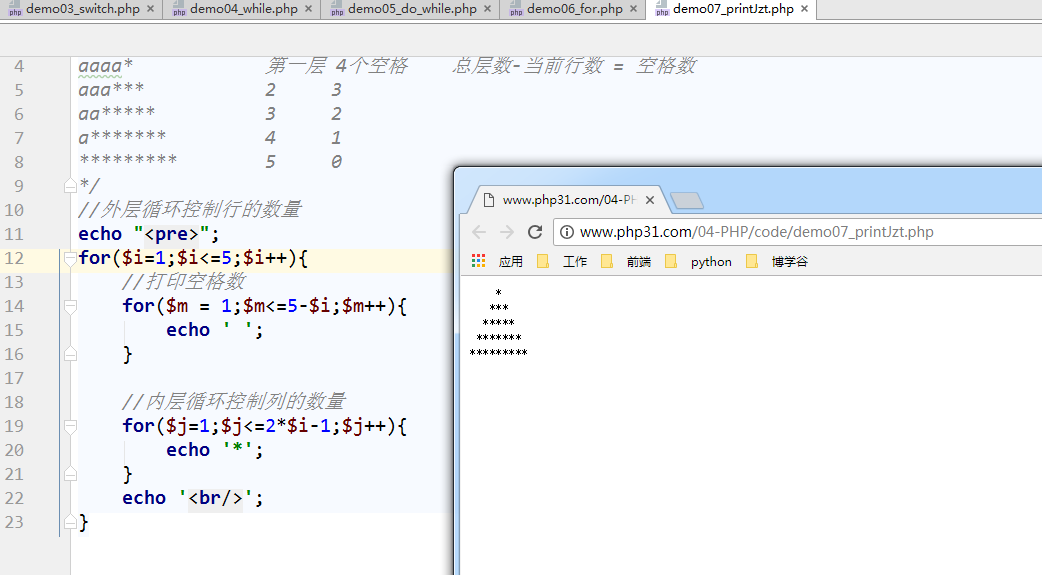 demo03_switch.php demo04_while.php demo05_do_while.php demo06_for.php demo07_printJzt.php
4 aaaa* 第一层 4个空格 总层数-当前行数 = 空格数
5 aaa*** 2 3
6 aa***** 3 2
7 a******* 4 1
8 ********* 5 0
9 */
10 //外层循环控制行的数量
11 echo "<pre>";
12 for($i=1;$i<=5;$i++){
13 //打印空格数
14 for($m = 1;$m<=5-$i;$m++){
15 echo ' ';
16 }
17
18 //内层循环控制列的数量
19 for($j=1;$j<=2*$i-1;$j++){
20 echo '*';
21 }
22 echo '<br/>';
23 }
www.php31.com/04-PH
www.php31.com/04-PHP/code/demo07_printJzt.php
应用 工作 前端 python 博学谷
*
***
*****
*******
*********